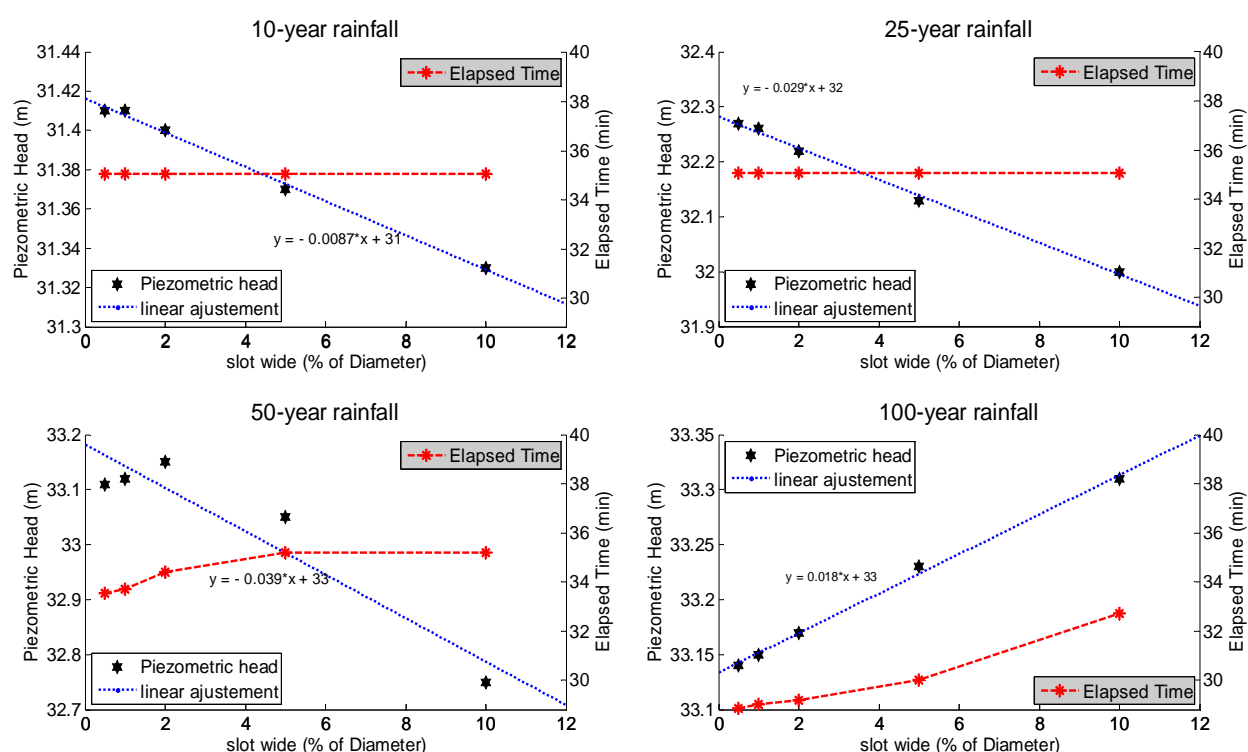 10-year rainfall
31.44
31.42
31.4
31.38
31.36
31.34
31.32
31.3
Piezometric Head (m)
0 2 4 6 8 10 12
slot wide (% of Diameter)
40
38
36
34
32
30
Elapsed Time (min)
Elapsed Time
y = - 0.0087*x + 31
Piezometric head
linear ajustement
25-year rainfall
32.4
32.3
32.2
32.1
32
31.9
Piezometric Head (m)
0 2 4 6 8 10 12
slot wide (% of Diameter)
40
38
36
34
32
30
Elapsed Time (min)
Elapsed Time
y = - 0.029*x + 32
Piezometric head
linear ajustement
50-year rainfall
33.2
33.1
33
32.9
32.8
32.7
Piezometric Head (m)
0 2 4 6 8 10 12
slot wide (% of Diameter)
40
38
36
34
32
30
Elapsed Time (min)
Elapsed Time
y = - 0.039*x + 33
Piezometric head
linear ajustement
100-year rainfall
33.35
33.3
33.25
33.2
33.15
33.1
Piezometric Head (m)
0 2 4 6 8 10 12
slot wide (% of Diameter)
40
38
36
34
32
30
Elapsed Time (min)
Piezometric head
linear ajustement
y = 0.018*x + 33
Elapsed Time